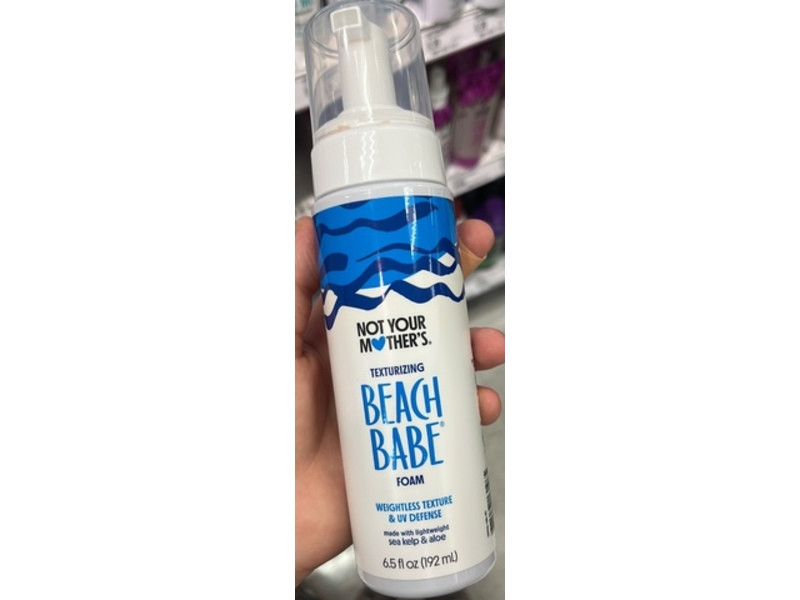 NOT YOUR
MOTHER'S®
TEXTURIZING
BEACH
BABE®
FOAM
WEIGHTLESS TEXTURE
& UV DEFENSE
made with lightweight
sea kelp & aloe
6.5 fl oz (192 mL)